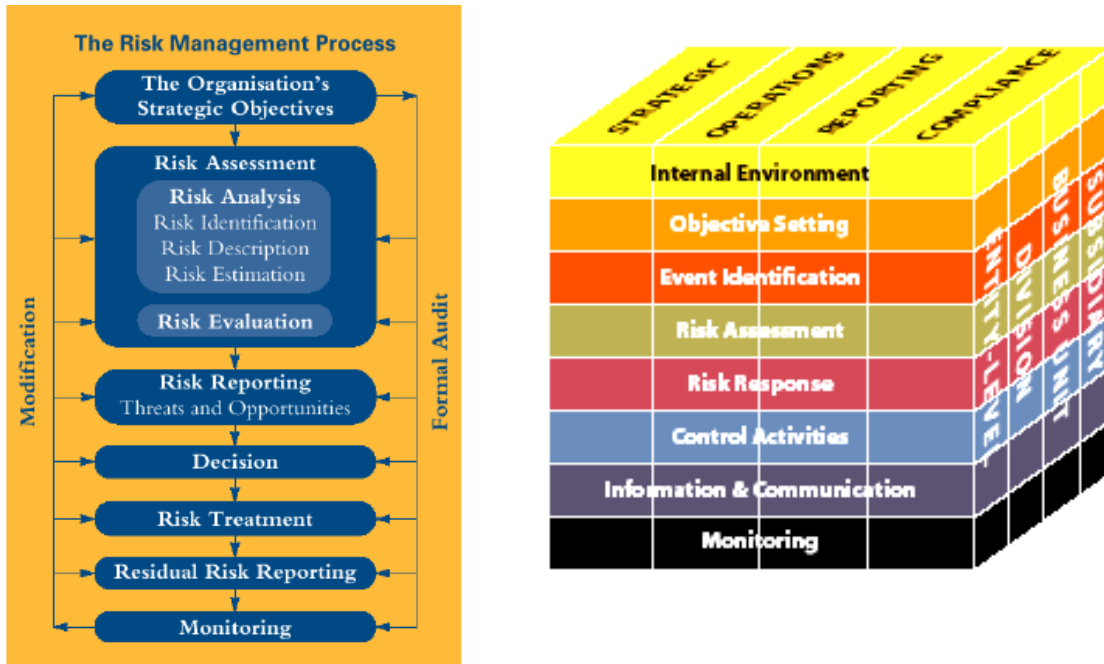 The Risk Management Process
The Organisation's
Strategic Objectives
Risk Assessment
Risk Analysis
Risk Identification
Risk Description
Risk Estimation
Risk Evaluation
Risk Reporting
Threats and Opportunities
Decision
Risk Treatment
Residual Risk Reporting
Monitoring
Modification
Formal Audit
STRATEGIC
OPERATIONS
REPORTING
COMPLIANCE
Internal Environment
Objective Setting
Event Identification
Risk Assessment
Risk Response
Control Activities
Information & Communication
Monitoring
ENTITY-LEVEL
DIVISION
BUSINESS UNIT
SUBSIDIARY